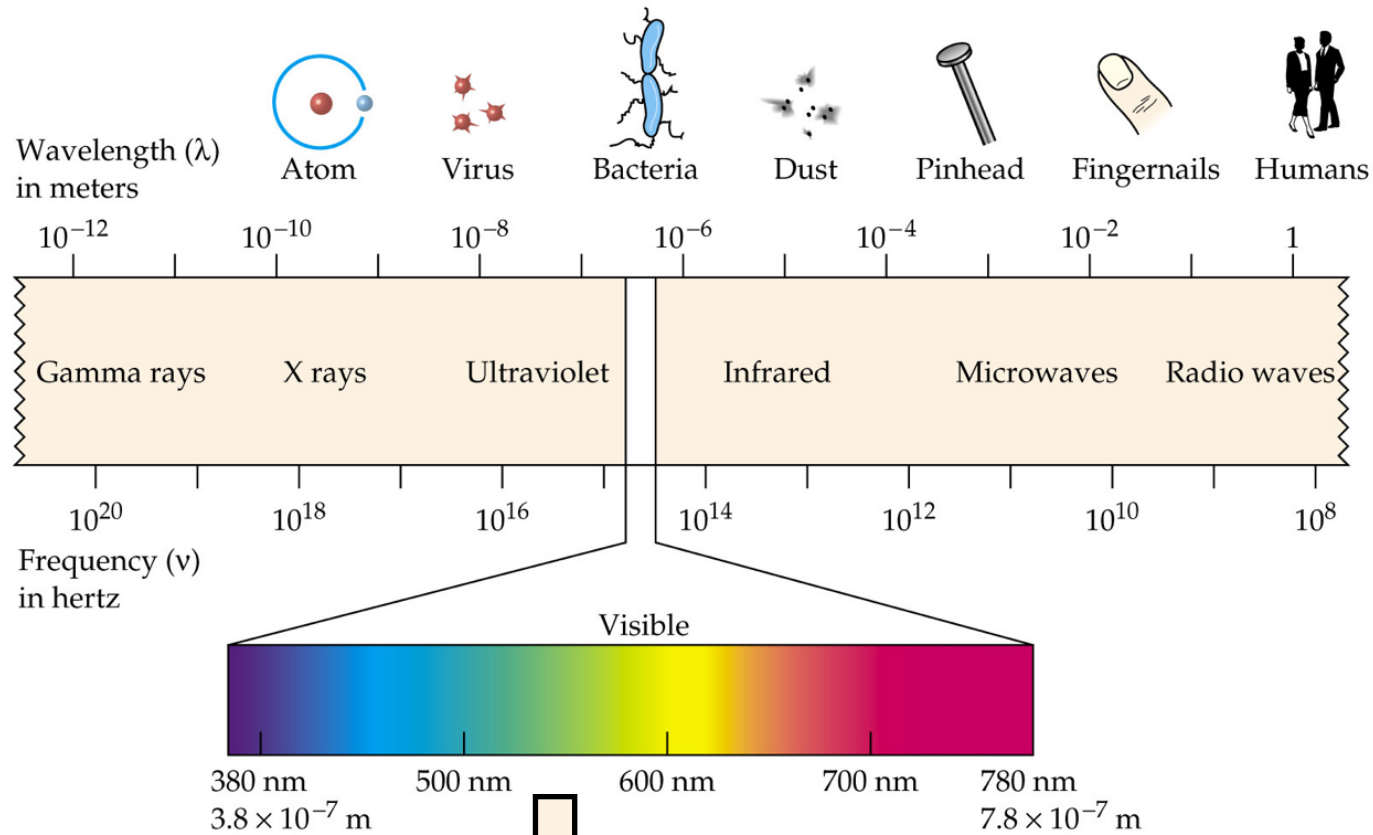 Atom Virus Bacteria Dust Pinhead Fingernails Humans
Wavelength (λ)
in meters
10⁻¹² 10⁻¹⁰ 10⁻⁸ 10⁻⁶ 10⁻⁴ 10⁻² 1
Gamma rays X rays Ultraviolet Infrared Microwaves Radio waves
10²⁰ 10¹⁸ 10¹⁶ 10¹⁴ 10¹² 10¹⁰ 10⁸
Frequency (ν)
in hertz
Visible
380 nm 500 nm 600 nm 700 nm 780 nm
3.8 × 10⁻⁷ m 7.8 × 10⁻⁷ m